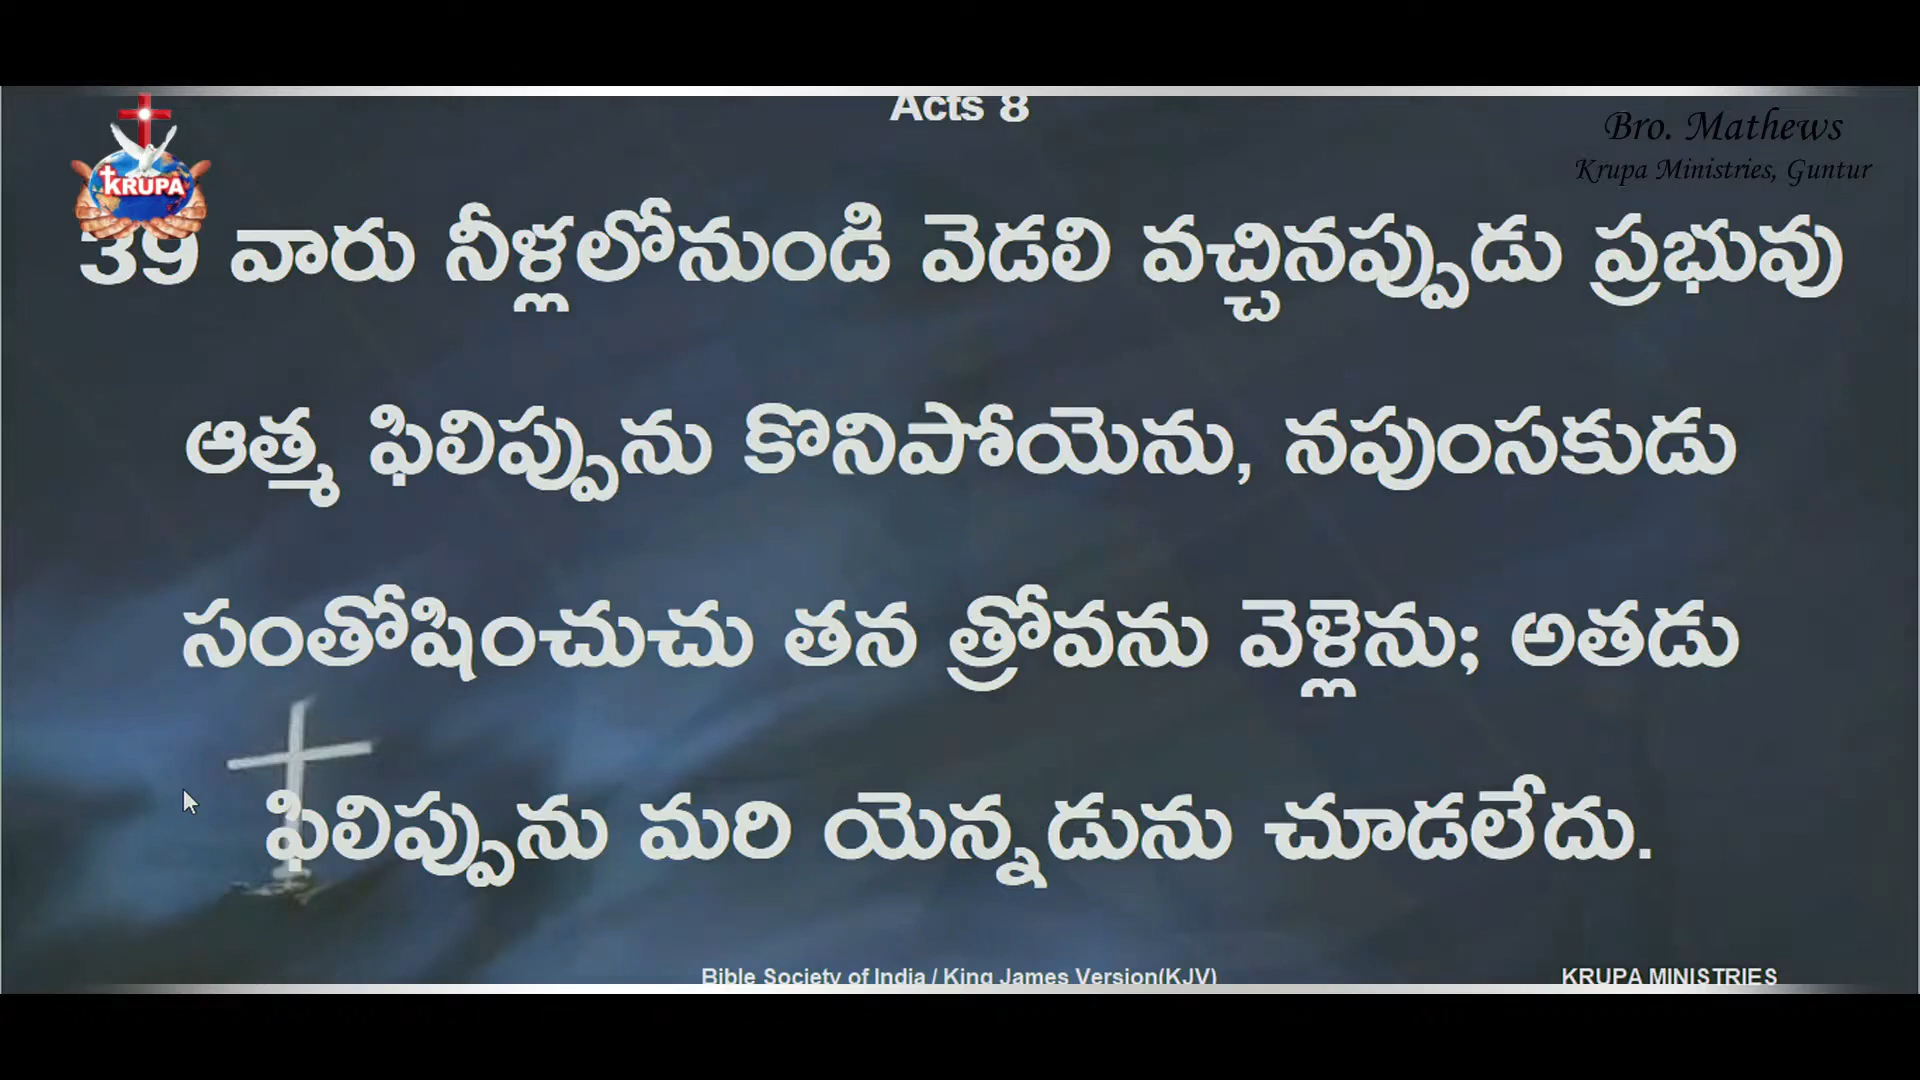 Acts 8
Bro. Mathews
Krupa Ministries, Guntur
KRUPA
39 వారు నీళ్లలోనుండి వెడలి వచ్చినప్పుడు ప్రభువు
ఆత్మ ఫిలిప్పును కొనిపోయెను, నపుంసకుడు
సంతోషించుచు తన త్రోవను వెళ్లెను; అతడు
ఫిలిప్పును మరి యెన్నడును చూడలేదు.
Bible Society of India / King James Version(KJV)
KRUPA MINISTRIES